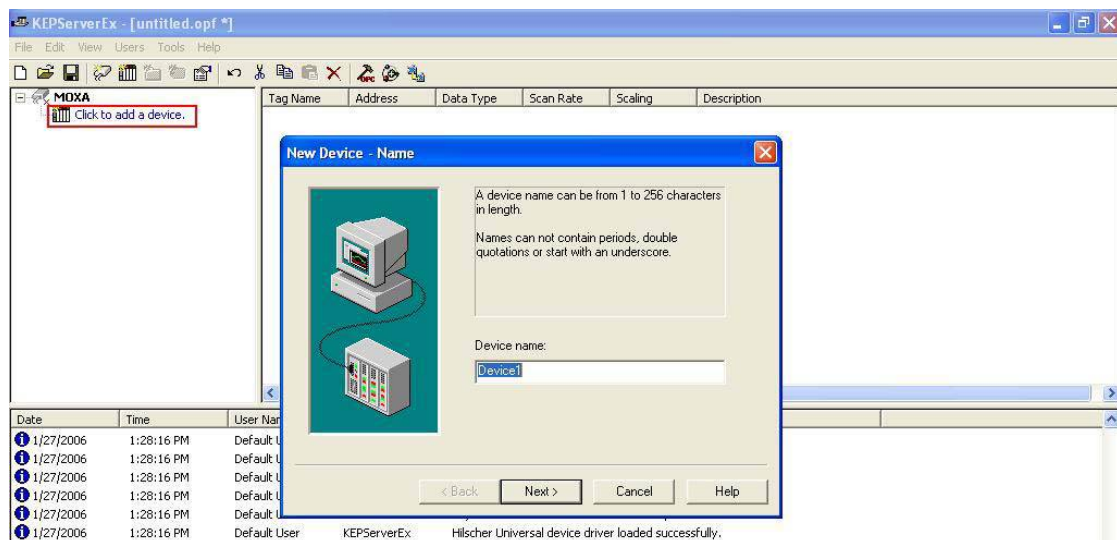 KEPServerEx - [untitled.opf *]
File Edit View Users Tools Help
MOXA
Click to add a device.
Tag Name Address Data Type Scan Rate Scaling Description
New Device - Name
A device name can be from 1 to 256 characters
in length.
Names can not contain periods, double
quotations or start with an underscore.
Device name:
Device1
< Back Next > Cancel Help
Date Time User Nar
1/27/2006 1:28:16 PM Default U
1/27/2006 1:28:16 PM Default U
1/27/2006 1:28:16 PM Default U
1/27/2006 1:28:16 PM Default U
1/27/2006 1:28:16 PM Default U
1/27/2006 1:28:16 PM Default User KEPServerEx Hilscher Universal device driver loaded successfully.